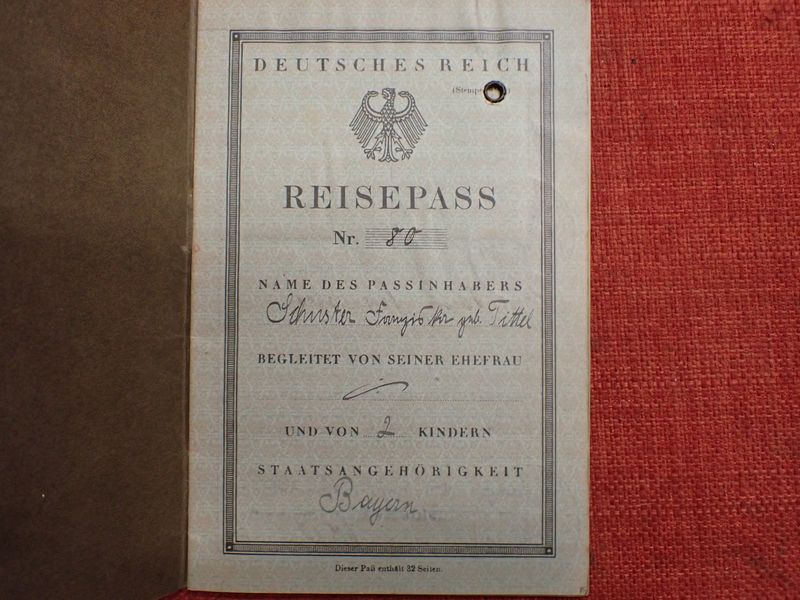 DEUTSCHES REICH
REISEPASS
Nr. 80
NAME DES PASSINHABERS
Schuster Franziska geb. Tittel
BEGLEITET VON SEINER EHEFRAU
UND VON 2 KINDERN
STAATSANGEHÖRIGKEIT
Bayern
Dieser Paß enthält 32 Seiten.